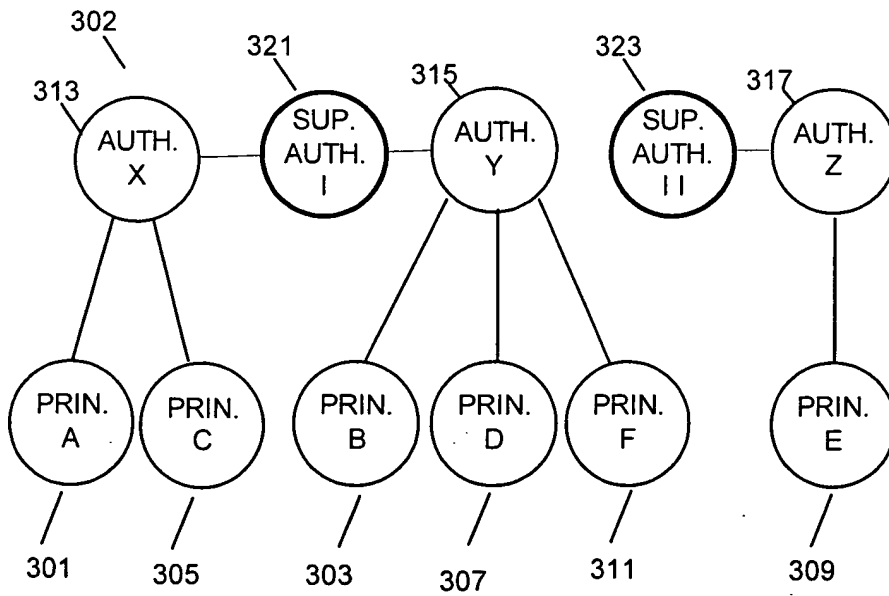 302
321
315
323
317
313
AUTH.
X
SUP.
AUTH.
I
AUTH.
Y
SUP.
AUTH.
I I
AUTH.
Z
PRIN.
A
PRIN.
C
PRIN.
B
PRIN.
D
PRIN.
F
PRIN.
E
301
305
303
307
311
309